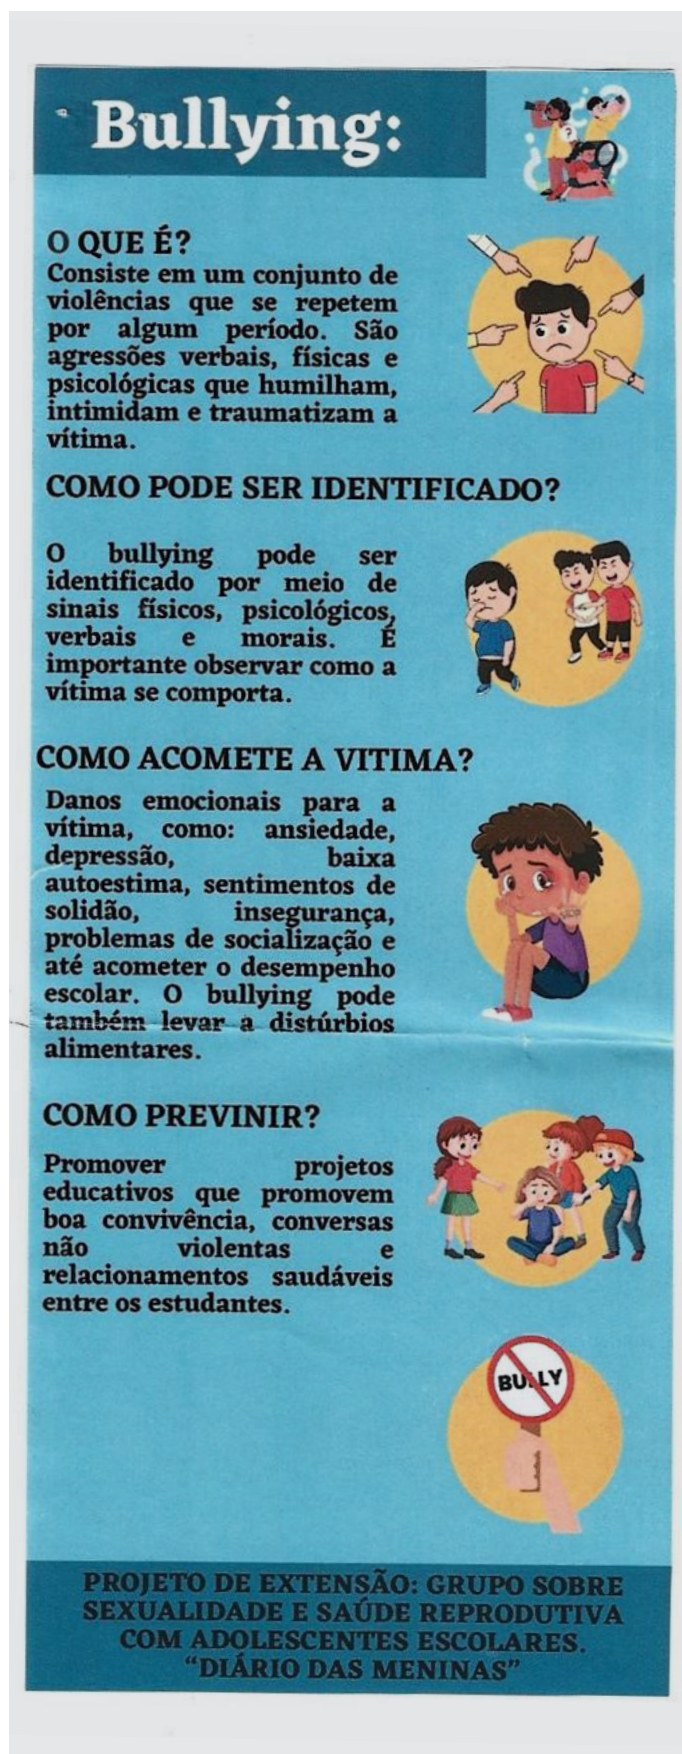 Bullying:
O QUE É?
Consiste em um conjunto de
violências que se repetem
por algum período. São
agressões verbais, físicas e
psicológicas que humilham,
intimidam e traumatizam a
vítima.
COMO PODE SER IDENTIFICADO?
O bullying pode ser
identificado por meio de
sinais físicos, psicológicos,
verbais e morais. É
importante observar como a
vítima se comporta.
COMO ACOMETE A VITIMA?
Danos emocionais para a
vítima, como: ansiedade,
depressão, baixa
autoestima, sentimentos de
solidão, insegurança,
problemas de socialização e
até acometer o desempenho
escolar. O bullying pode
também levar a distúrbios
alimentares.
COMO PREVINIR?
Promover projetos
educativos que promovem
boa convivência, conversas
não violentas e
relacionamentos saudáveis
entre os estudantes.
BULLY
PROJETO DE EXTENSÃO: GRUPO SOBRE
SEXUALIDADE E SAÚDE REPRODUTIVA
COM ADOLESCENTES ESCOLARES.
“DIÁRIO DAS MENINAS”